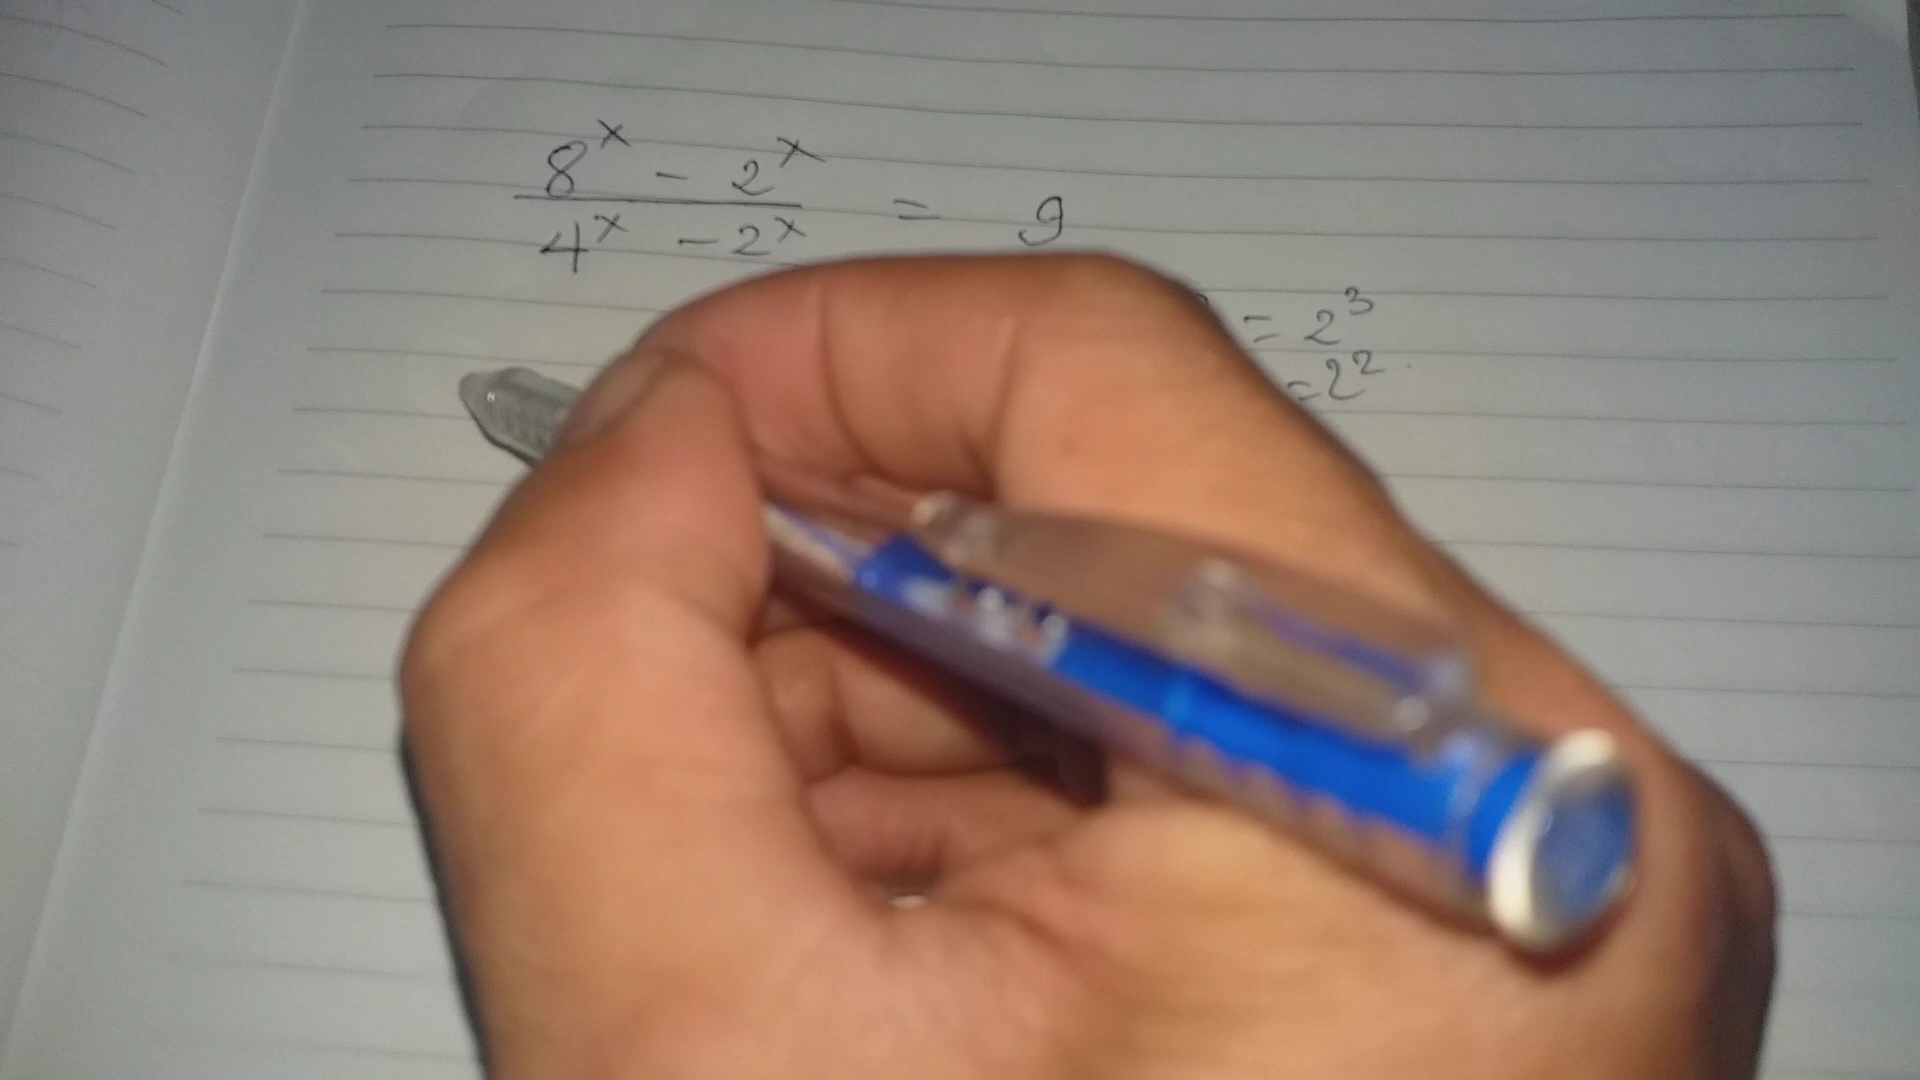 8^x - 2^x
4^x - 2^x = 9
= 2^3
= 2^2